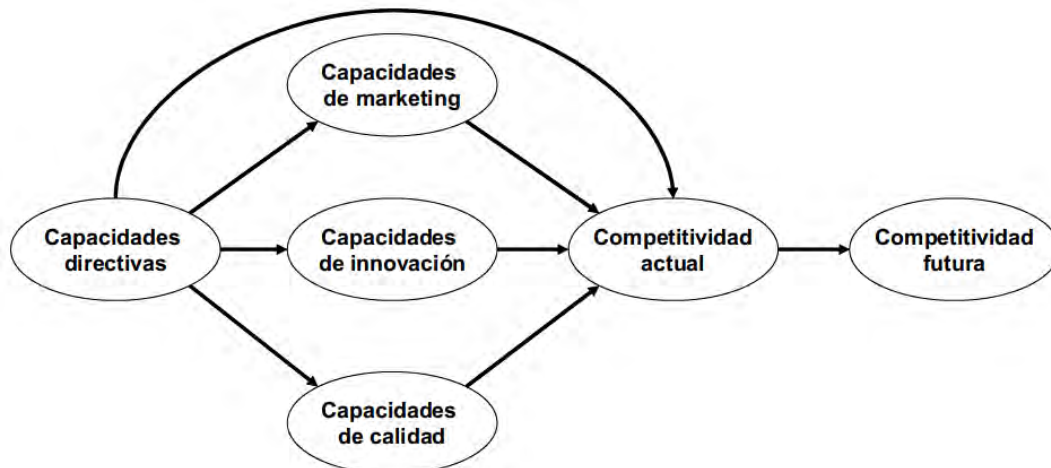 Capacidades
de marketing
Capacidades
directivas
Capacidades
de innovación
Competitividad
actual
Competitividad
futura
Capacidades
de calidad